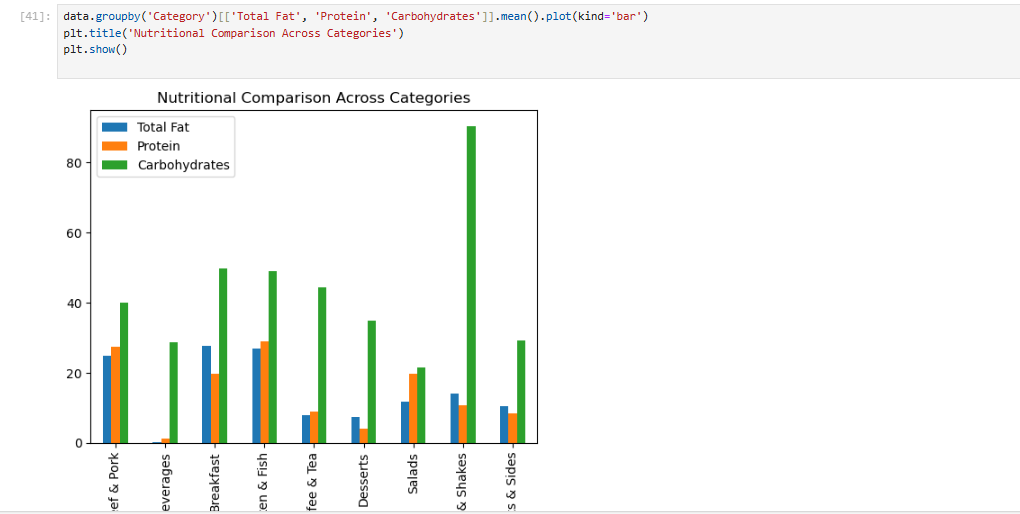 [41]: data.groupby('Category')[['Total Fat', 'Protein', 'Carbohydrates']].mean().plot(kind='bar')
plt.title('Nutritional Comparison Across Categories')
plt.show()
Nutritional Comparison Across Categories
Total Fat
Protein
Carbohydrates
80
60
40
20
0
ef & Pork
everages
Breakfast
en & Fish
fee & Tea
Desserts
Salads
& Shakes
s & Sides